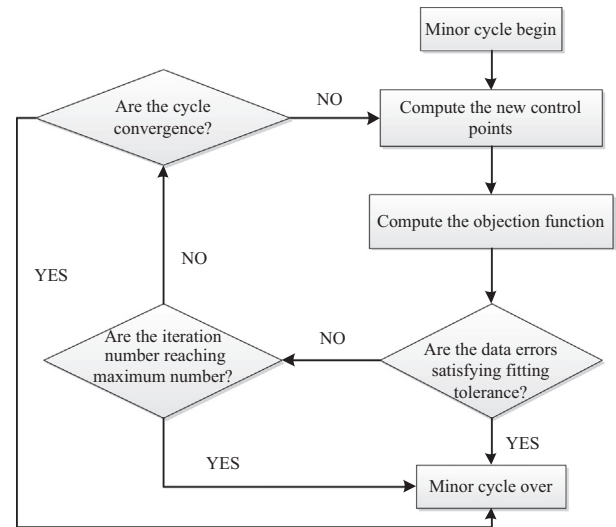 Minor cycle begin
Are the cycle
convergence?
NO
Compute the new control
points
Compute the objection function
YES
NO
Are the iteration
number reaching
maximum number?
NO
Are the data errors
satisfying fitting
tolerance?
YES
YES
Minor cycle over